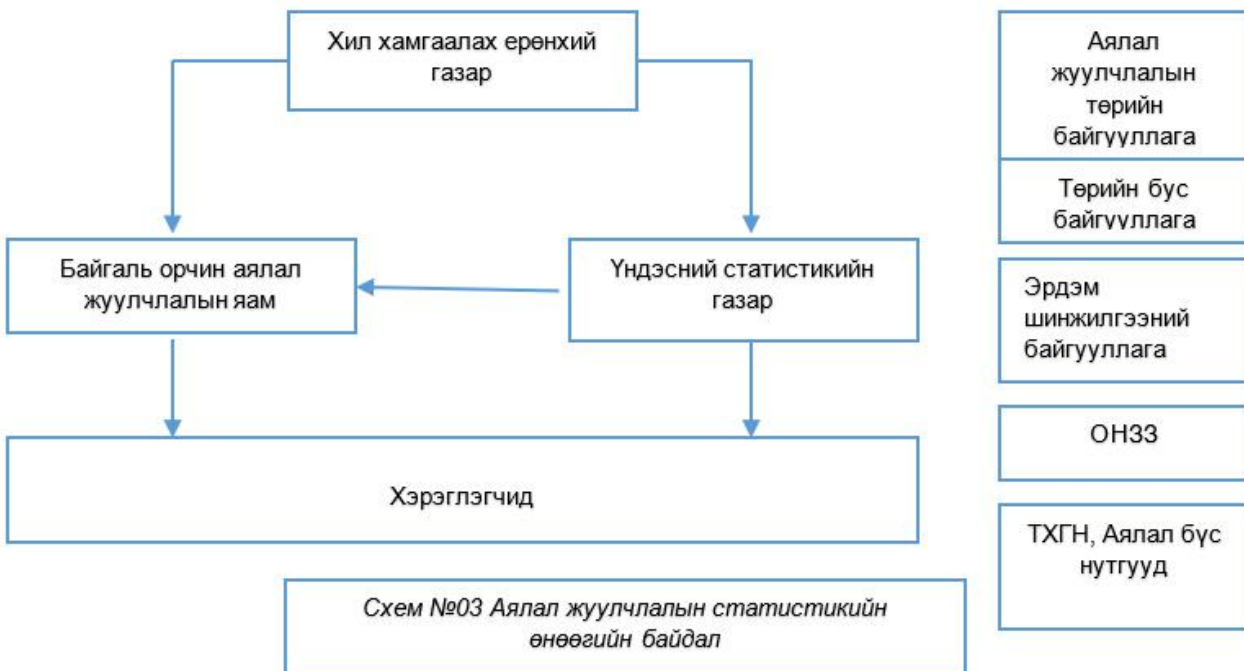 Хил хамгаалах ерөнхий
газар
Байгаль орчин аялал
жуулчлалын яам
Үндэсний статистикийн
газар
Хэрэглэгчид
Схем №03 Аялал жуулчлалын статистикийн
өнөөгийн байдал
Аялал
жуулчлалын
төрийн
байгууллага
Төрийн бус
байгууллага
Эрдэм
шинжилгээний
байгууллага
ОНЗЗ
ТХГН, Аялал бүс
нутгууд